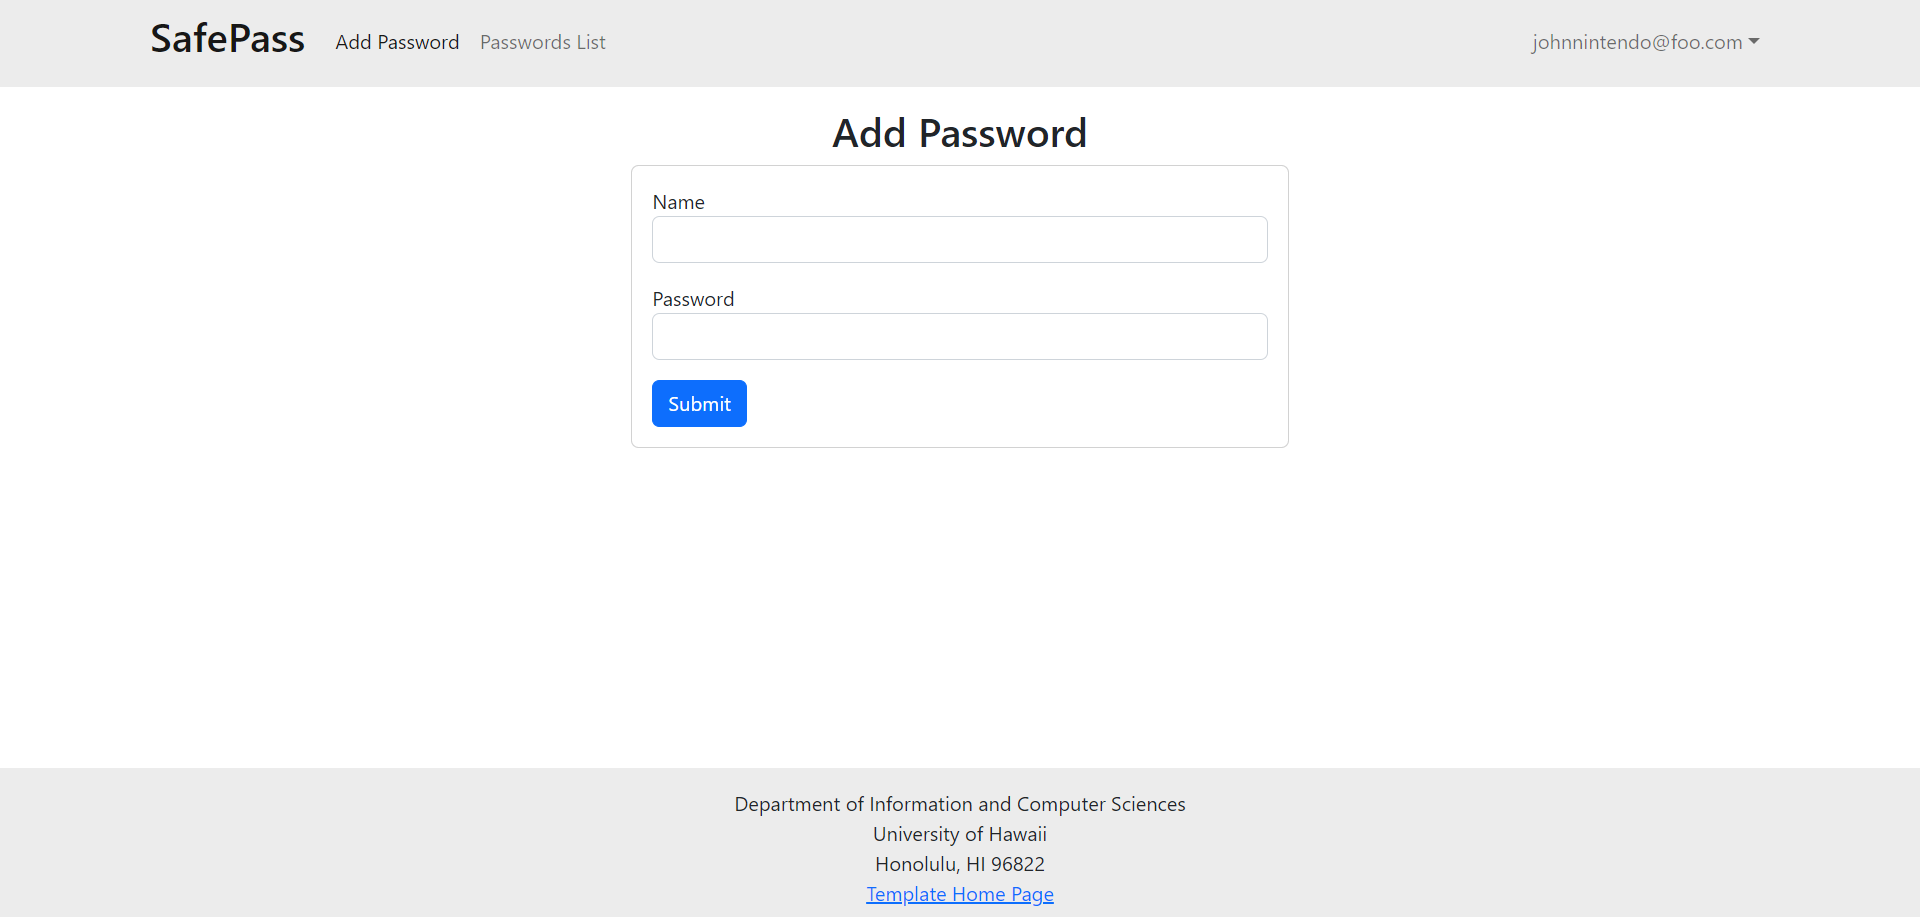 SafePass Add Password Passwords List johnnintendo@foo.com
Add Password
Name
Password
Submit
Department of Information and Computer Sciences
University of Hawaii
Honolulu, HI 96822
Template Home Page